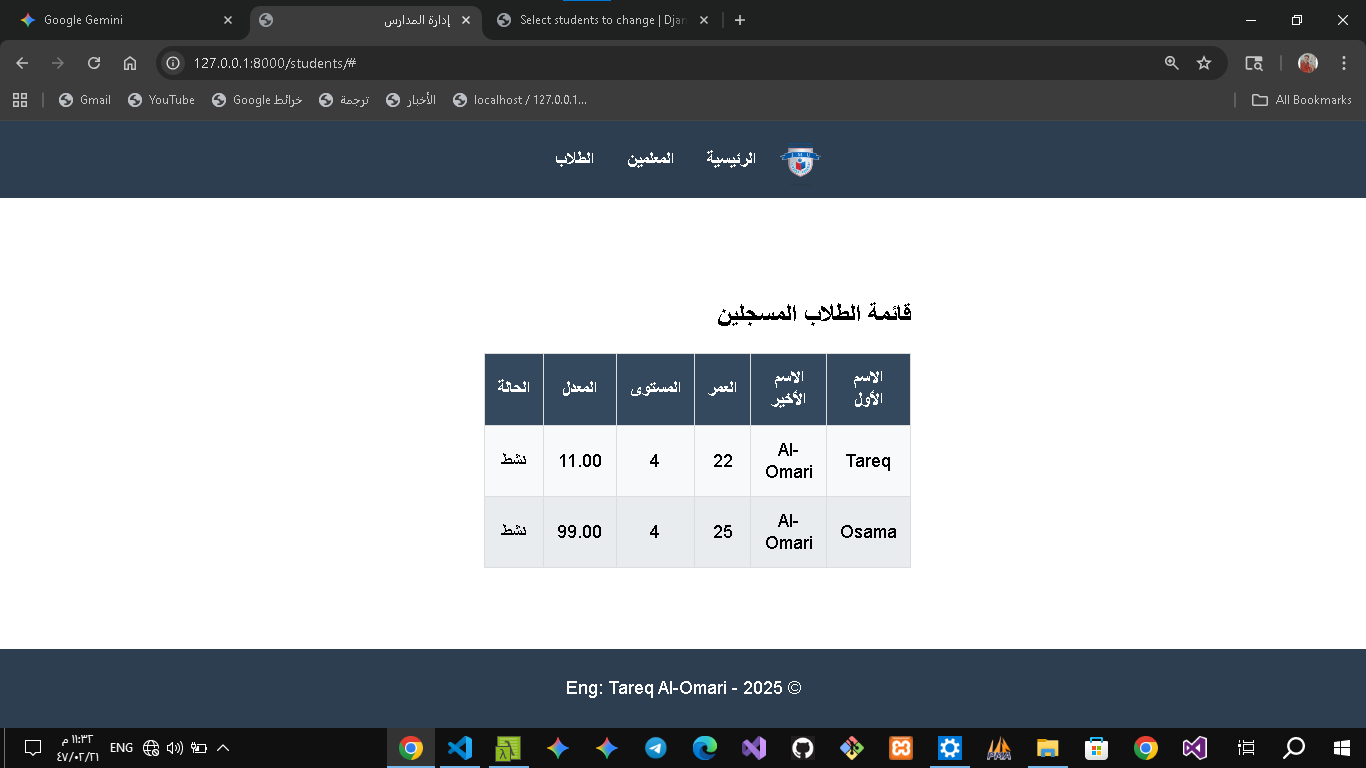 Google Gemini
إدارة المدارس
Select students to change | Djan
127.0.0.1:8000/students/#
Gmail
YouTube
خرائط Google
ترجمة
الأخبار
localhost / 127.0.0.1...
All Bookmarks
الرئيسية المعلمين الطلاب
قائمة الطلاب المسجلين
الاسم الأول الاسم الأخير العمر المستوى المعدل الحالة
Tareq Al-Omari 22 4 11.00 نشط
Osama Al-Omari 25 4 99.00 نشط
Eng: Tareq Al-Omari - 2025 ©
ENG
١١:٣٢ م
٤٧/٠٢/٢١